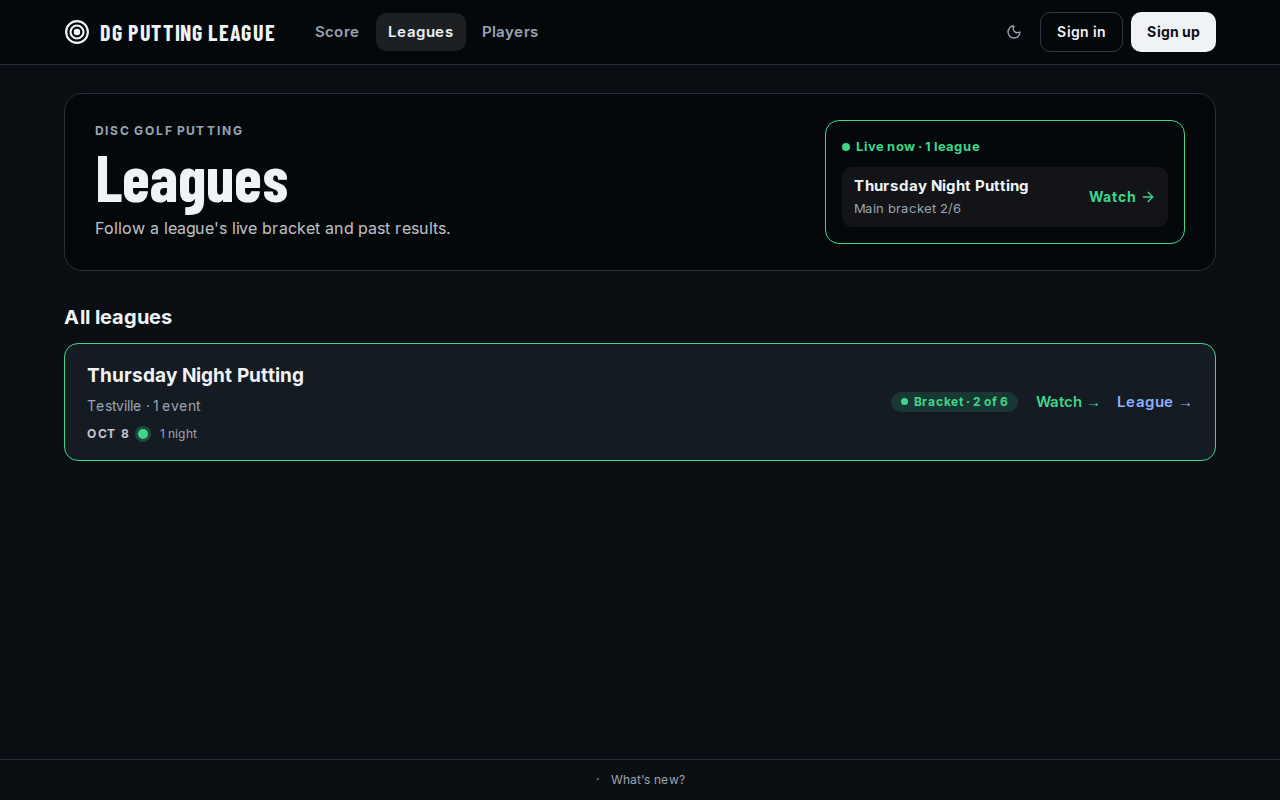 DG PUTTING LEAGUE
Score
Leagues
Players
Sign in
Sign up
DISC GOLF PUTTING
Leagues
Follow a league's live bracket and past results.
Live now · 1 league
Thursday Night Putting
Main bracket 2/6
Watch →
All leagues
Thursday Night Putting
Testville · 1 event
OCT 8
1 night
Bracket · 2 of 6
Watch →
League →
· What's new?